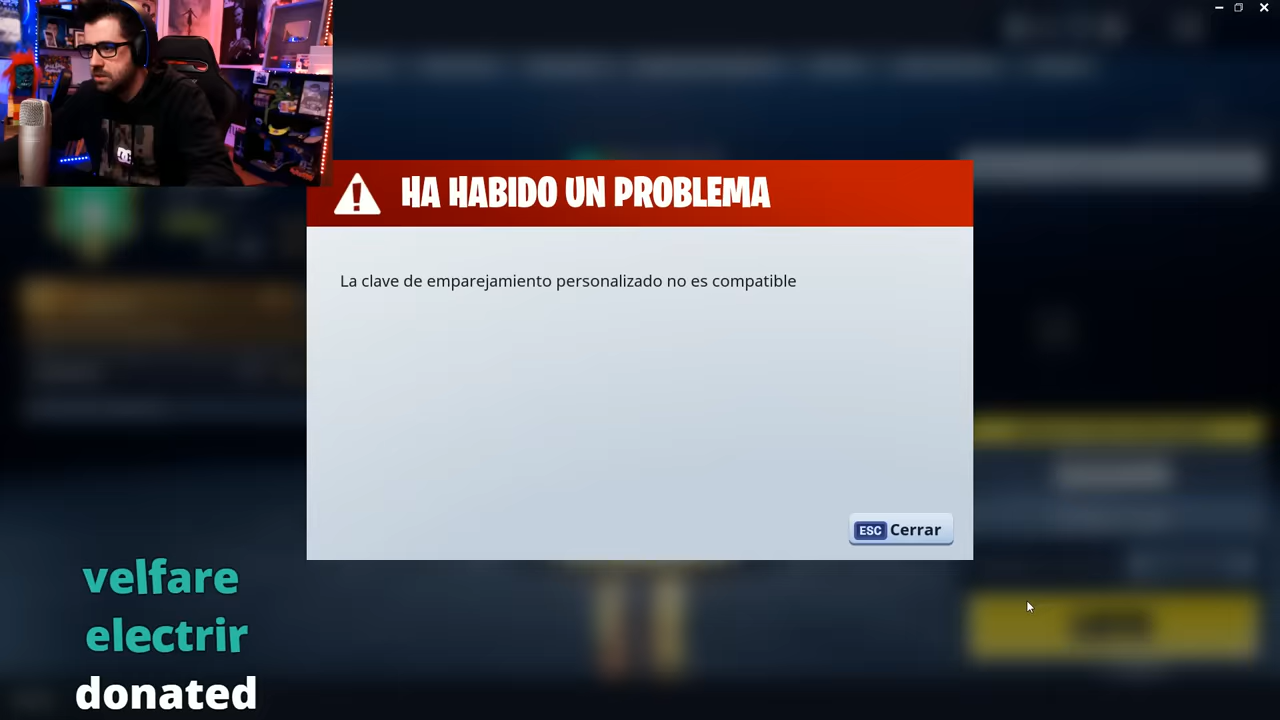 HA HABIDO UN PROBLEMA
La clave de emparejamiento personalizado no es compatible
ESC Cerrar
velfare
electrir
donated